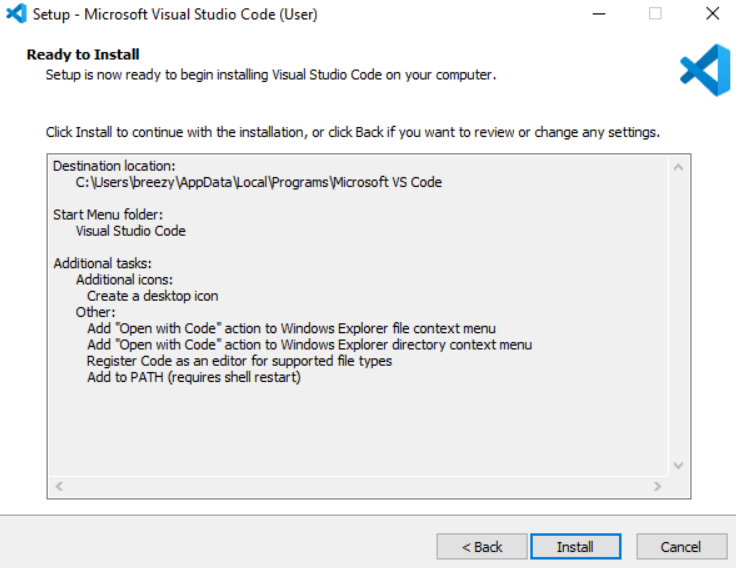 Setup - Microsoft Visual Studio Code (User)
Ready to Install
Setup is now ready to begin installing Visual Studio Code on your computer.
Click Install to continue with the installation, or click Back if you want to review or change any settings.
Destination location:
C:\Users\breezy\AppData\Local\Programs\Microsoft VS Code
Start Menu folder:
Visual Studio Code
Additional tasks:
Additional icons:
Create a desktop icon
Other:
Add "Open with Code" action to Windows Explorer file context menu
Add "Open with Code" action to Windows Explorer directory context menu
Register Code as an editor for supported file types
Add to PATH (requires shell restart)
< Back Install Cancel